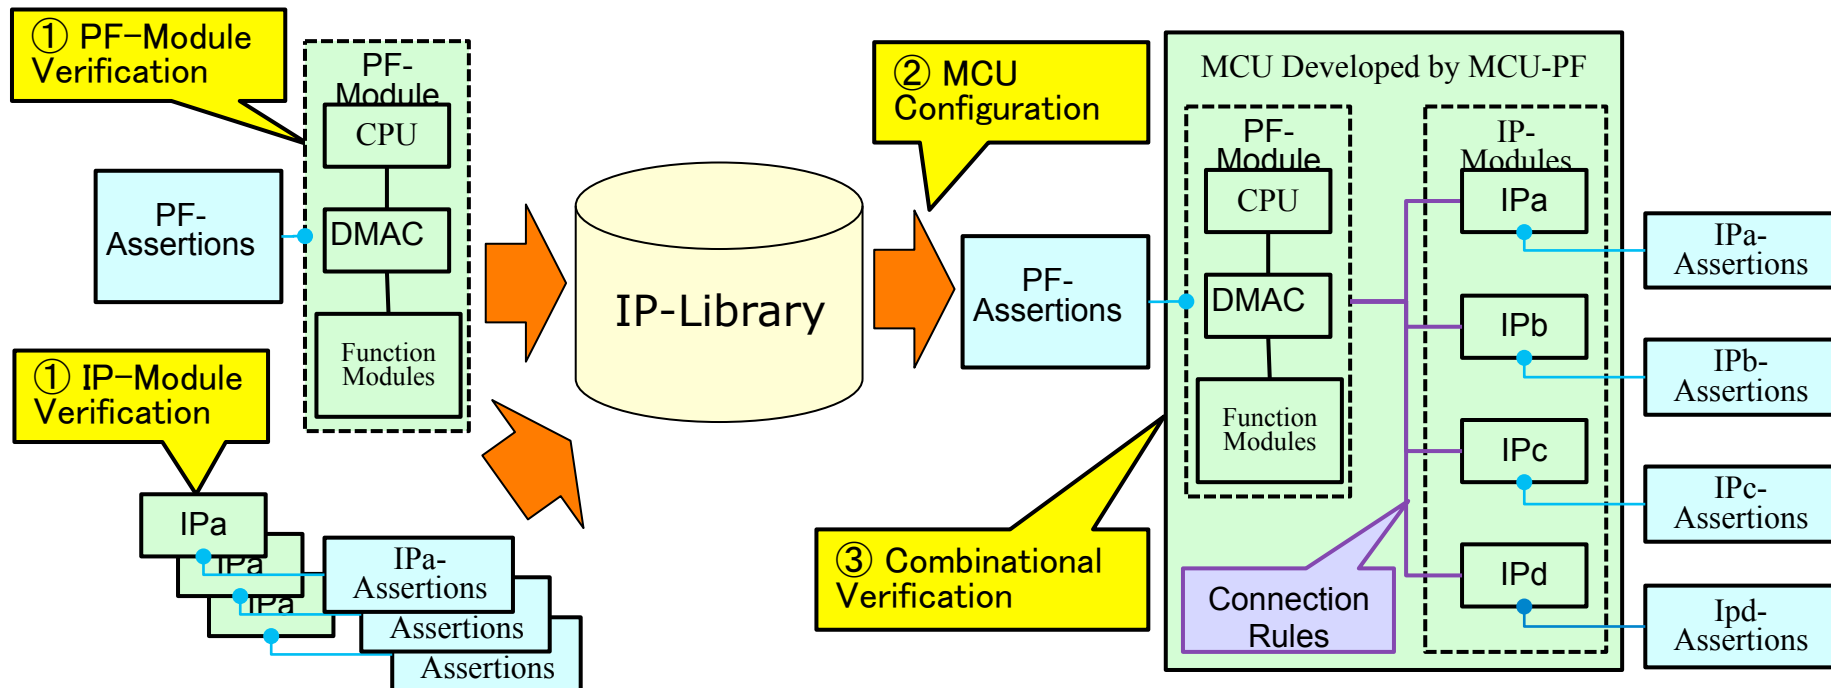 ① PF-Module
Verification
PF-
Module
CPU
DMAC
Function
Modules
PF-
Assertions
① IP-Module
Verification
IPa
IPa
IPa
IPa-
Assertions
Assertions
Assertions
IP-Library
② MCU
Configuration
PF-
Assertions
③ Combinational
Verification
MCU Developed by MCU-PF
PF-
Module
CPU
DMAC
Function
Modules
IP-
Modules
IPa
IPb
IPc
IPd
Connection
Rules
IPa-
Assertions
IPb-
Assertions
IPc-
Assertions
Ipd-
Assertions